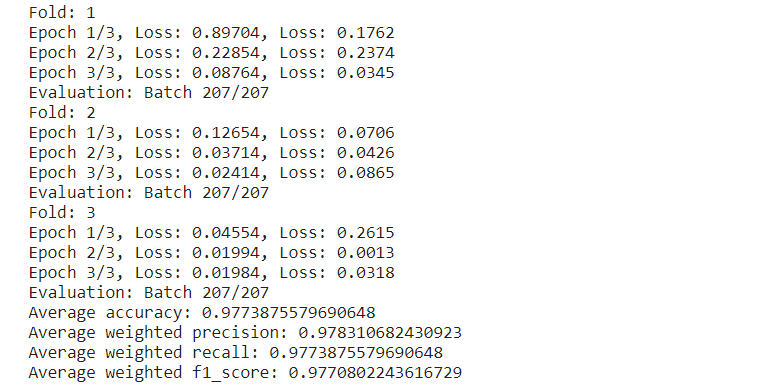 Fold: 1
Epoch 1/3, Loss: 0.89704, Loss: 0.1762
Epoch 2/3, Loss: 0.22854, Loss: 0.2374
Epoch 3/3, Loss: 0.08764, Loss: 0.0345
Evaluation: Batch 207/207
Fold: 2
Epoch 1/3, Loss: 0.12654, Loss: 0.0706
Epoch 2/3, Loss: 0.03714, Loss: 0.0426
Epoch 3/3, Loss: 0.02414, Loss: 0.0865
Evaluation: Batch 207/207
Fold: 3
Epoch 1/3, Loss: 0.04554, Loss: 0.2615
Epoch 2/3, Loss: 0.01994, Loss: 0.0013
Epoch 3/3, Loss: 0.01984, Loss: 0.0318
Evaluation: Batch 207/207
Average accuracy: 0.9773875579690648
Average weighted precision: 0.978310682430923
Average weighted recall: 0.9773875579690648
Average weighted f1_score: 0.9770802243616729